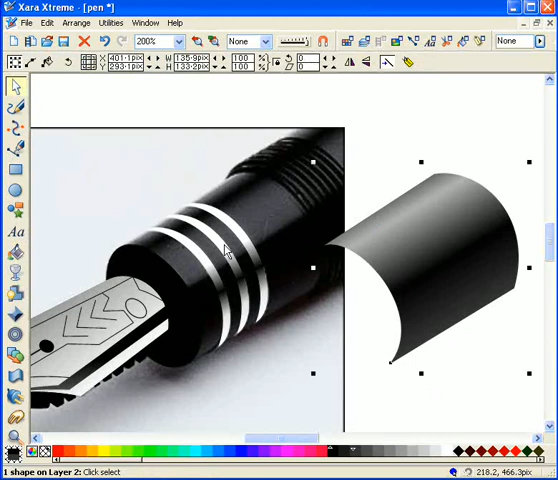 Xara Xtreme - [pen *]
File Edit Arrange Utilities Window Help
200% None None
X 401·1pix W 135·9pix 100 % 0
Y 293·1pix H 133·2pix 100 % 0
Aa
1 shape on Layer 2: Click select 218.2, 466.3pix